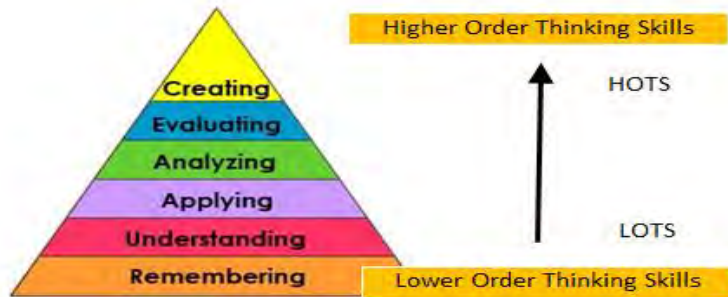 Higher Order Thinking Skills
HOTS
Creating
Evaluating
Analyzing
Applying
Understanding
LOTS
Remembering
Lower Order Thinking Skills